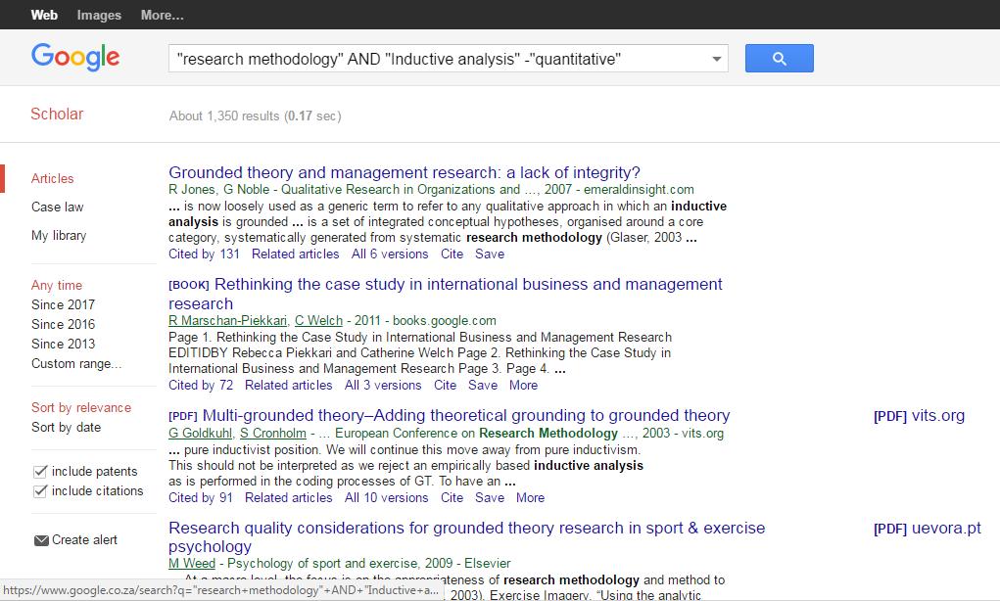 Web Images More...
Google
"research methodology" AND "Inductive analysis" -"quantitative"
Scholar
About 1,350 results (0.17 sec)
Articles
Case law
My library
Any time
Since 2017
Since 2016
Since 2013
Custom range...
Sort by relevance
Sort by date
include patents
include citations
Create alert
Grounded theory and management research: a lack of integrity?
R Jones, G Noble - Qualitative Research in Organizations and ..., 2007 - emeraldinsight.com
... is now loosely used as a generic term to refer to any qualitative approach in which an inductive
analysis is grounded ... is a set of integrated conceptual hypotheses, organised around a core
category, systematically generated from systematic research methodology (Glaser, 2003 ...
Cited by 131 Related articles All 6 versions Cite Save
[BOOK] Rethinking the case study in international business and management
research
R Marschan-Piekkari, C Welch - 2011 - books.google.com
Page 1. Rethinking the Case Study in International Business and Management Research
EDITIDBY Rebecca Piekkari and Catherine Welch Page 2. Rethinking the Case Study in
International Business and Management Research Page 3. Page 4. ...
Cited by 72 Related articles All 3 versions Cite Save More
[PDF] Multi-grounded theory–Adding theoretical grounding to grounded theory
[PDF] vits.org
G Goldkuhl, S Cronholm - ... European Conference on Research Methodology ..., 2003 - vits.org
... pure inductivist position. We will continue this move away from pure inductivism.
This should not be interpreted as we reject an empirically based inductive analysis
as is performed in the coding processes of GT. To have an ...
Cited by 91 Related articles All 10 versions Cite Save More
Research quality considerations for grounded theory research in sport & exercise
psychology
[PDF] uevora.pt
M Weed - Psychology of sport and exercise, 2009 - Elsevier
... At a macro level, the focus is on the appropriateness of research methodology and method to
2003), Exercise Imagery, "Using the analytic
https://www.google.co.za/search?q="research+methodology"+AND+"Inductive+a...